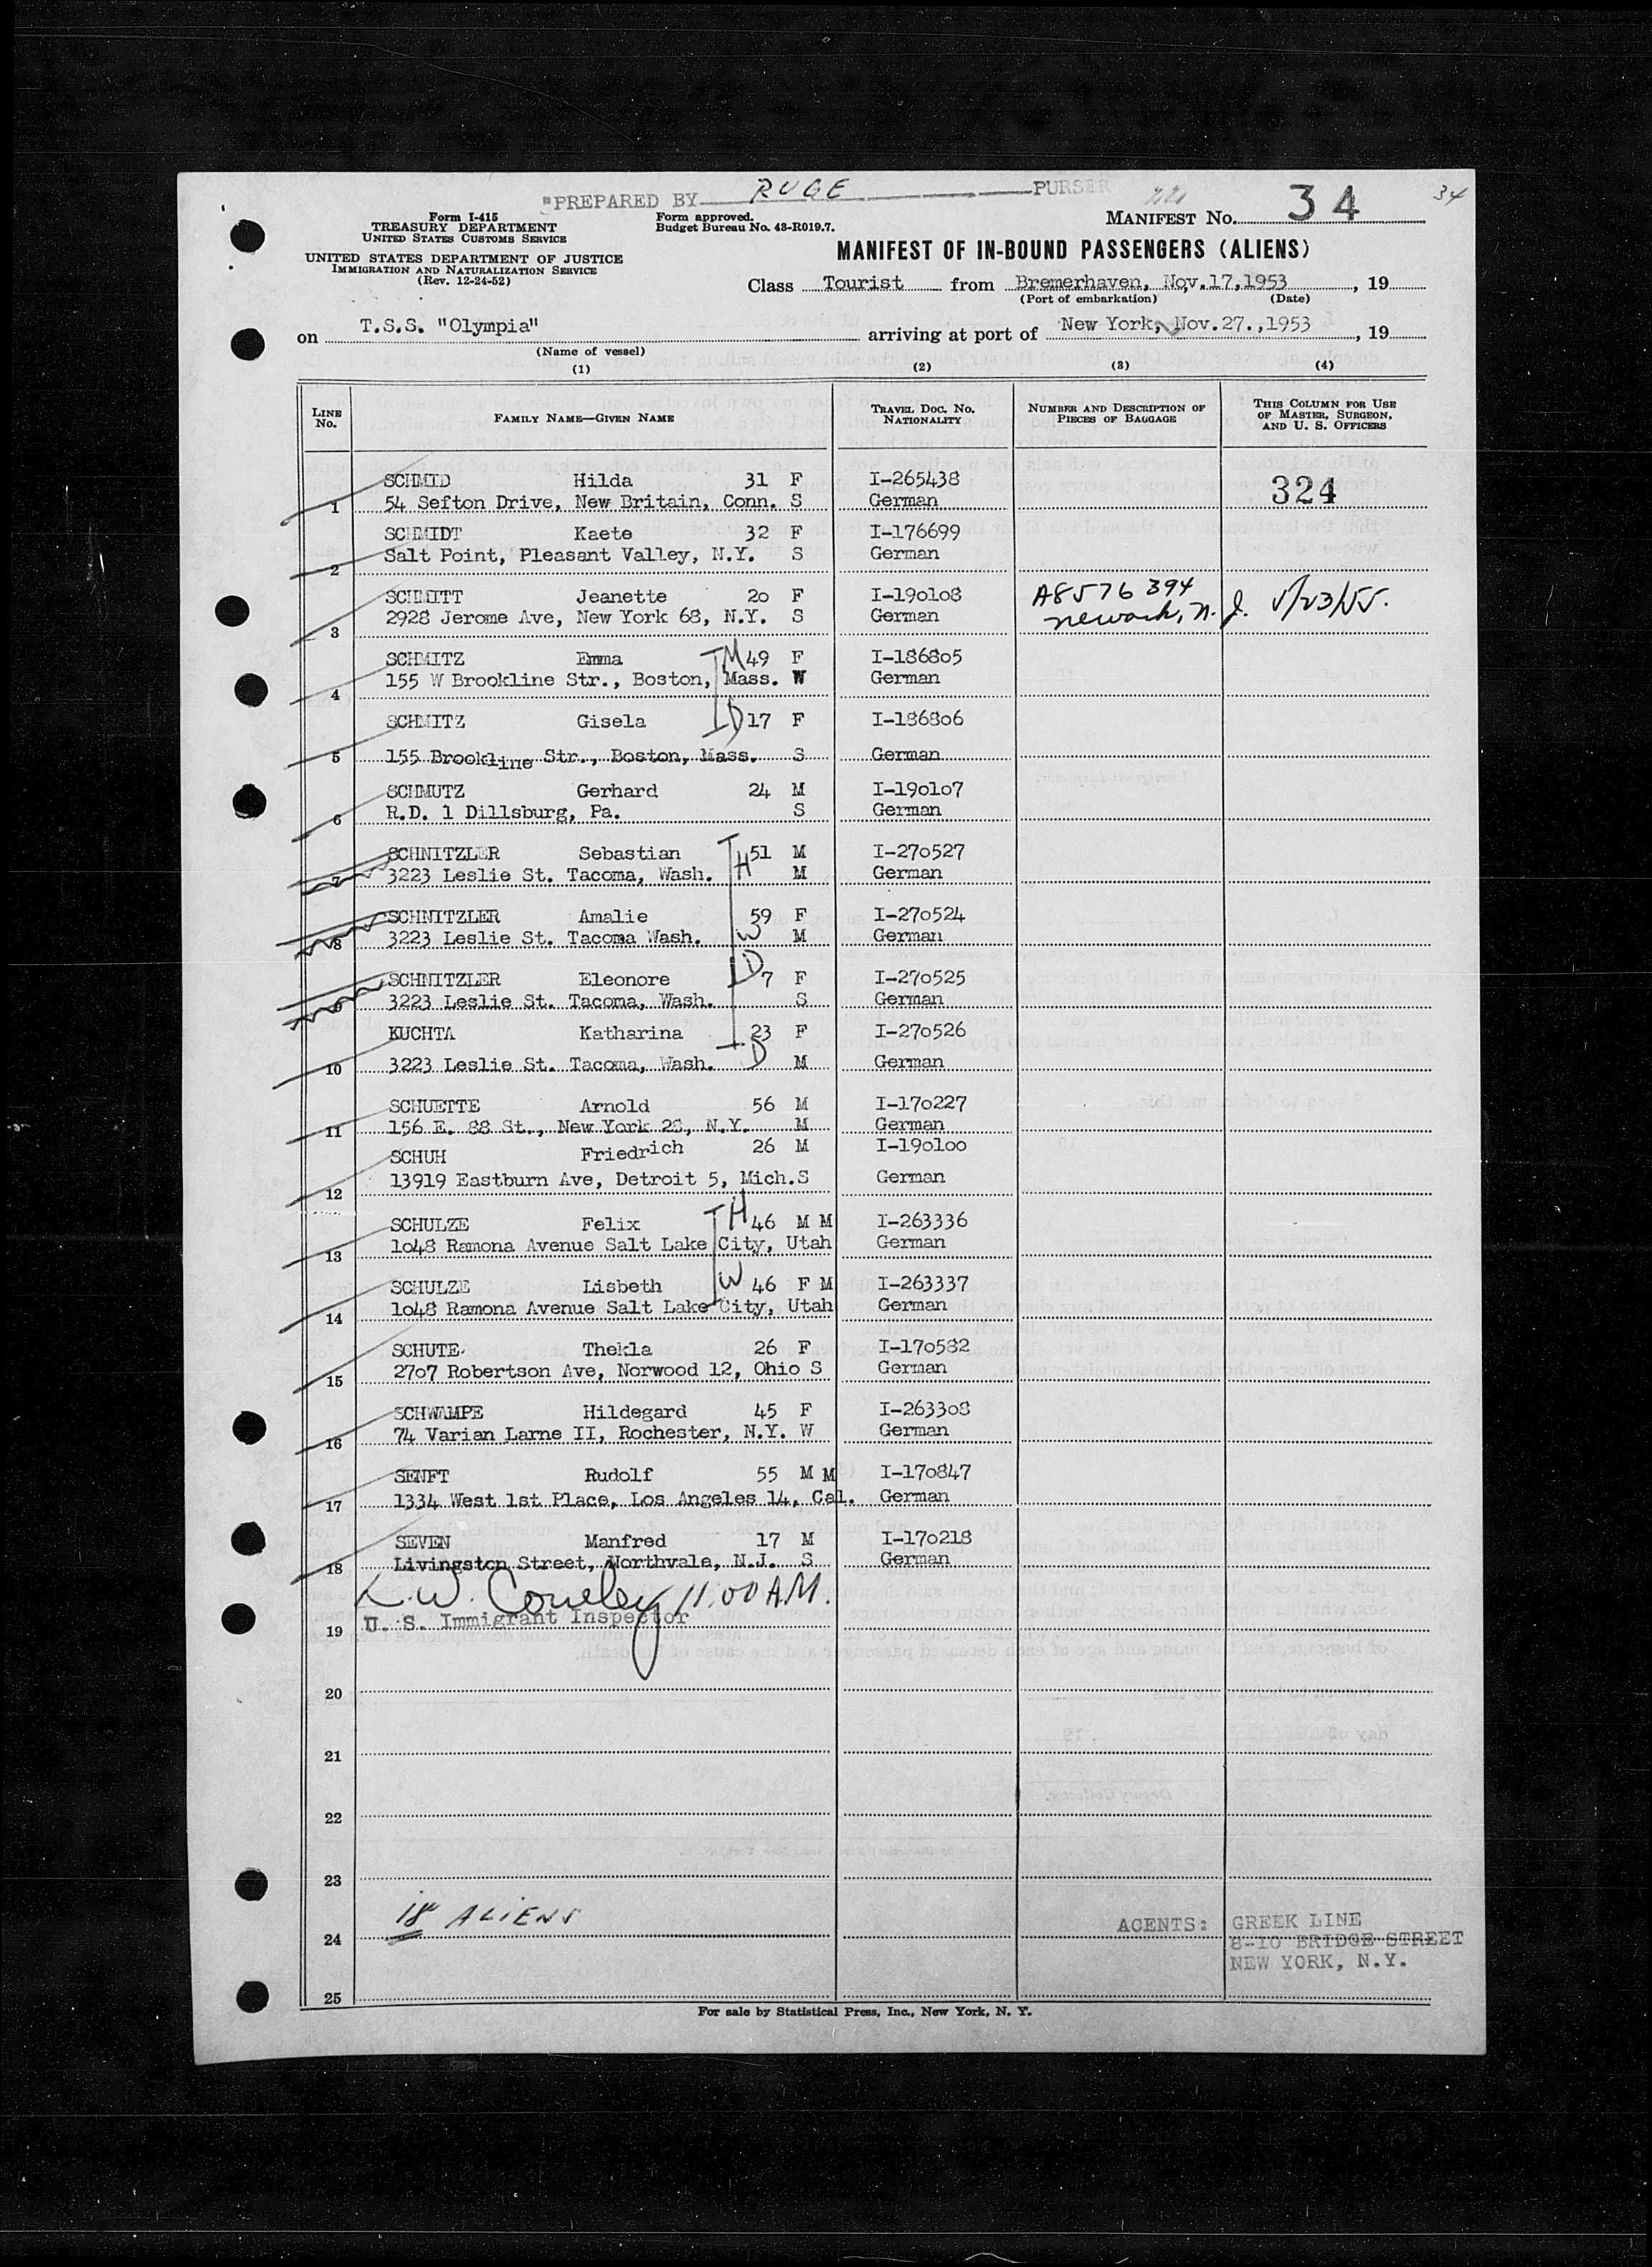 "PREPARED BY RUGE PURSER
34
Form I-415
TREASURY DEPARTMENT
UNITED STATES CUSTOMS SERVICE
UNITED STATES DEPARTMENT OF JUSTICE
IMMIGRATION AND NATURALIZATION SERVICE
(Rev. 12-24-52)
Form approved.
Budget Bureau No. 43-R019.7.
MANIFEST No. 34
MANIFEST OF IN-BOUND PASSENGERS (ALIENS)
Class Tourist from Bremerhaven, Nov.17,1953, 19
(Port of embarkation) (Date)
on T.S.S. "Olympia" arriving at port of New York, Nov.27.,1953, 19
(Name of vessel)
(1) (2) (3) (4)
LINE No. FAMILY NAME—GIVEN NAME TRAVEL DOC. No. NATIONALITY NUMBER AND DESCRIPTION OF PIECES OF BAGGAGE THIS COLUMN FOR USE OF MASTER, SURGEON, AND U. S. OFFICERS
SCHMID Hilda 31 F I-265438 324
1 54 Sefton Drive, New Britain, Conn. S German
SCHMIDT Kaete 32 F I-176699
2 Salt Point, Pleasant Valley, N.Y. S German
SCHMITT Jeanette 20 F I-190108 A8576394
3 2928 Jerome Ave, New York 68, N.Y. S German Newark, N. J. 5/23/55.
SCHMITZ Emma M 49 F I-186805
4 155 W Brookline Str., Boston, Mass. W German
SCHMITZ Gisela D 17 F I-186806
5 155 Brookline Str., Boston, Mass. S German
SCHMUTZ Gerhard 24 M I-190107
6 R.D. 1 Dillsburg, Pa. S German
SCHNITZLER Sebastian H 51 M I-270527
7 3223 Leslie St. Tacoma, Wash. M German
SCHNITZLER Amalie 59 F I-270524
8 3223 Leslie St. Tacoma Wash. W M German
SCHNITZLER Eleonore D 7 F I-270525
9 3223 Leslie St. Tacoma, Wash. S German
KUCHTA Katharina 23 F I-270526
10 3223 Leslie St. Tacoma, Wash. D M German
SCHUETTE Arnold 56 M I-170227
11 156 E. 88 St., New York 28, N.Y. M German
SCHUH Friedrich 26 M I-190100
12 13919 Eastburn Ave, Detroit 5, Mich.S German
SCHULZE Felix H 46 M M I-263336
13 1048 Ramona Avenue Salt Lake City, Utah German
SCHULZE Lisbeth W 46 F M I-263337
14 1048 Ramona Avenue Salt Lake City, Utah German
SCHUTE Thekla 26 F I-170582
15 2707 Robertson Ave, Norwood 12, Ohio S German
SCHWAMPE Hildegard 45 F I-263308
16 74 Varian Larne II, Rochester, N.Y. W German
SENFT Rudolf 55 M M I-170847
17 1334 West 1st Place, Los Angeles 14, Cal. German
SEVEN Manfred 17 M I-170218
18 Livingston Street, Northvale, N.J. S German
11.00 A.M.
19 U. S. Immigrant Inspector
20
21
22
23
18 ALIENS
24
25
AGENTS: GREEK LINE
8-10 BRIDGE STREET
NEW YORK, N.Y.
For sale by Statistical Press, Inc., New York, N. Y.